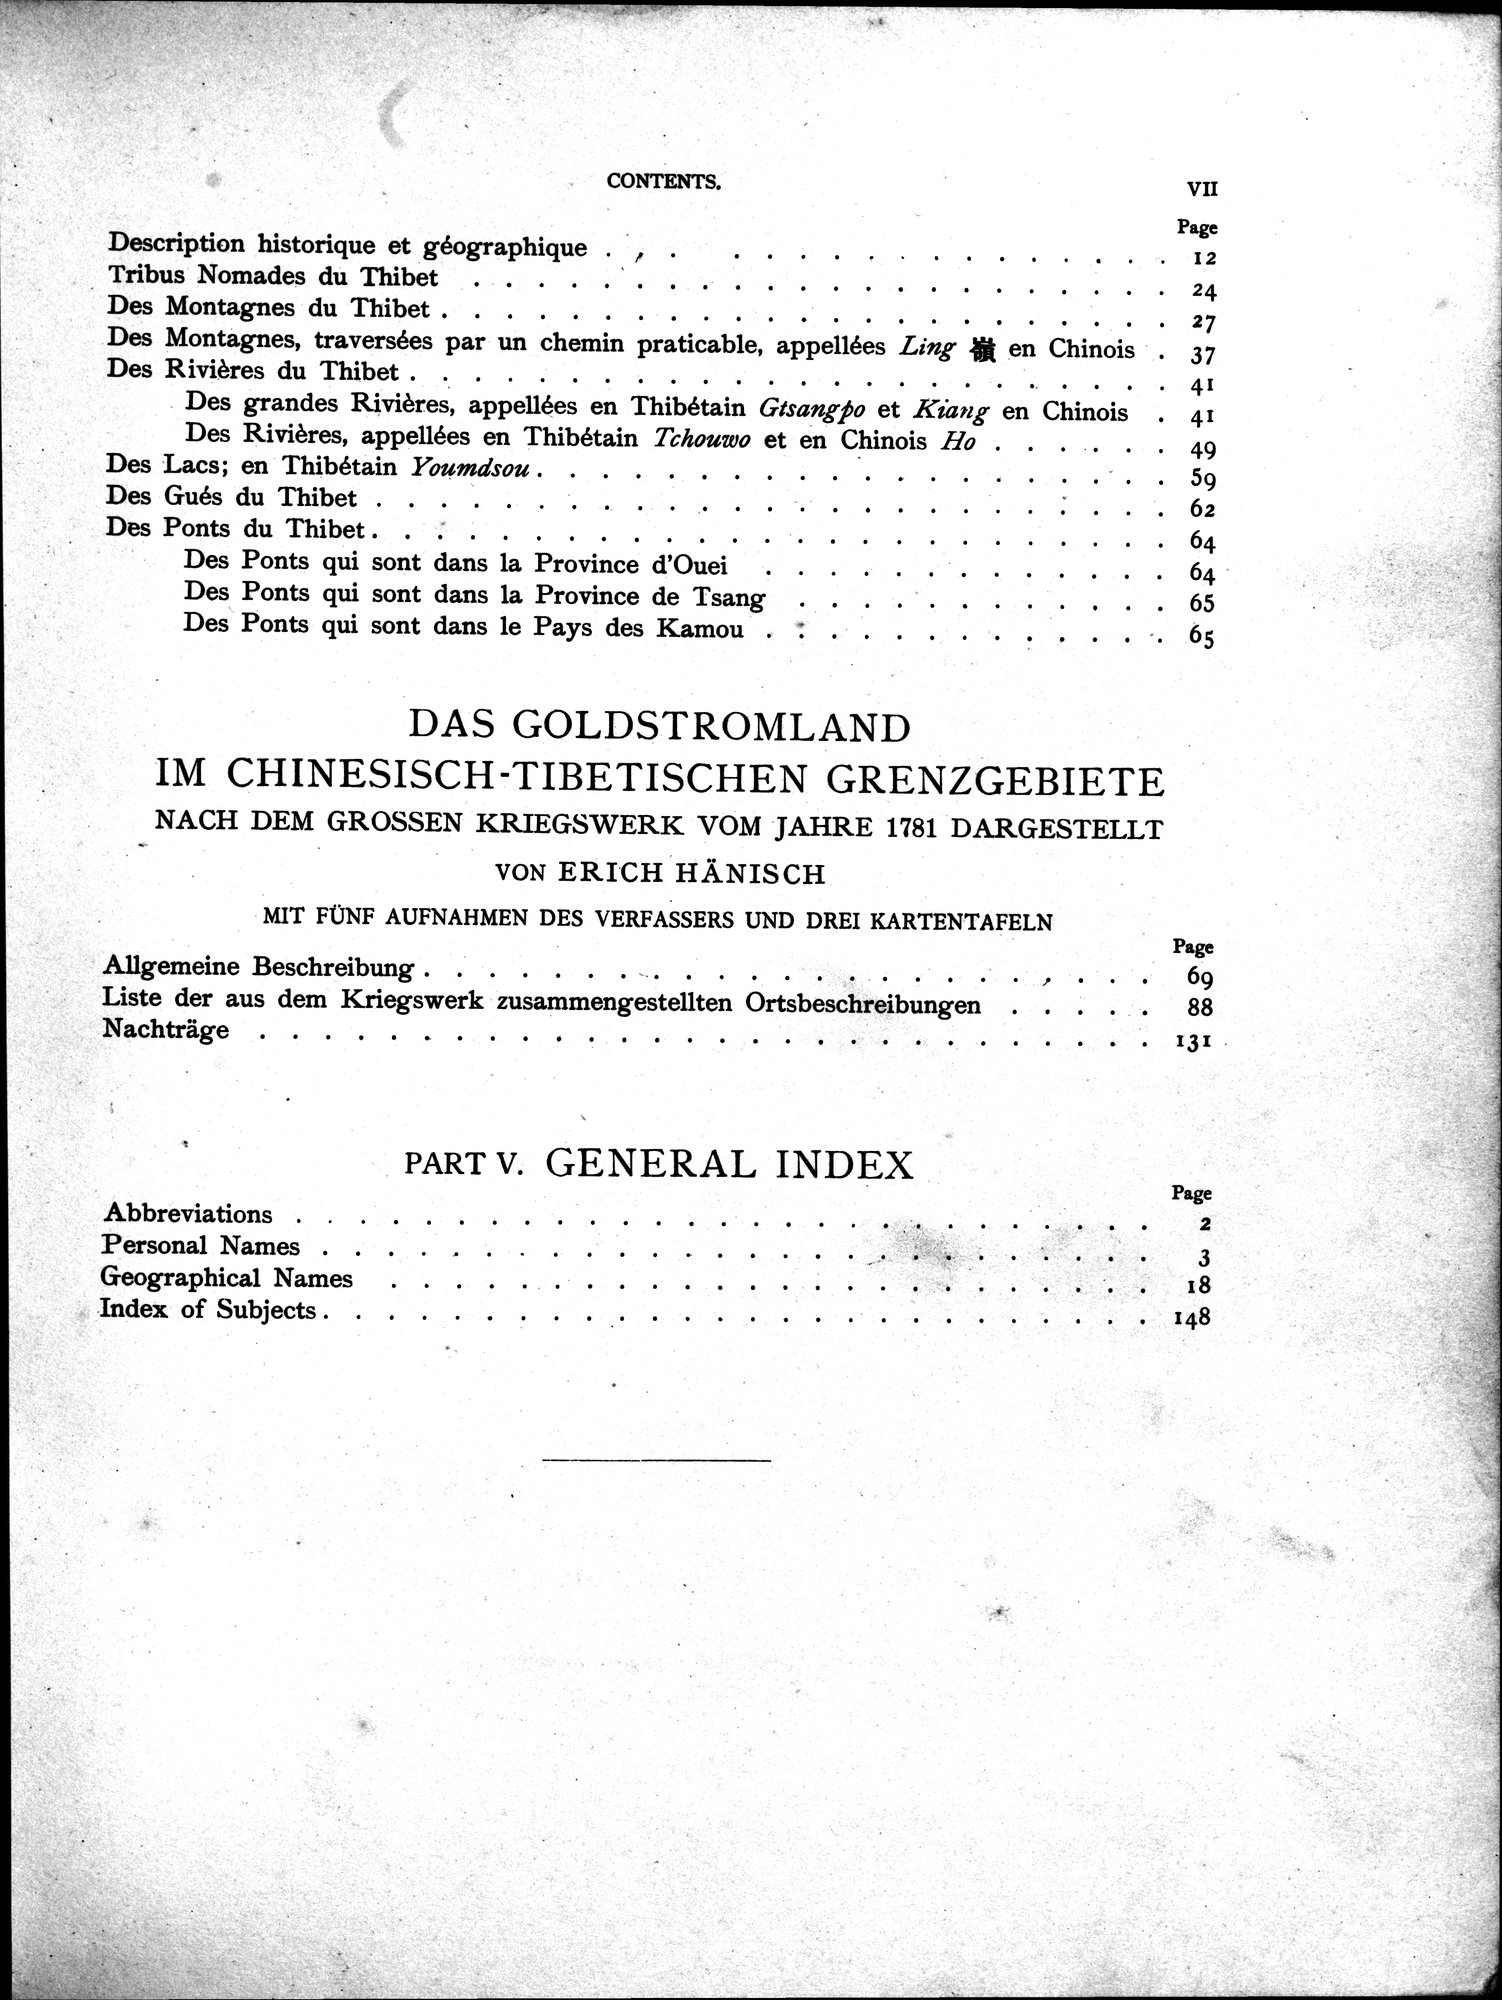 CONTENTS. VII
Page
Description historique et géographique . . . . . . . . . . . . . . . . 12
Tribus Nomades du Thibet . . . . . . . . . . . . . . . . . . . . . 24
Des Montagnes du Thibet . . . . . . . . . . . . . . . . . . . . . . 27
Des Montagnes, traversées par un chemin praticable, appellées Ling 嶺 en Chinois . 37
Des Rivières du Thibet . . . . . . . . . . . . . . . . . . . . . . . 41
Des grandes Rivières, appellées en Thibétain Gtsangpo et Kiang en Chinois . 41
Des Rivières, appellées en Thibétain Tchouwo et en Chinois Ho . . . . . . 49
Des Lacs; en Thibétain Youmdsou . . . . . . . . . . . . . . . . . . . 59
Des Gués du Thibet . . . . . . . . . . . . . . . . . . . . . . . . 62
Des Ponts du Thibet . . . . . . . . . . . . . . . . . . . . . . . . 64
Des Ponts qui sont dans la Province d'Ouei . . . . . . . . . . . . . 64
Des Ponts qui sont dans la Province de Tsang . . . . . . . . . . . . 65
Des Ponts qui sont dans le Pays des Kamou . . . . . . . . . . . . . 65
DAS GOLDSTROMLAND
IM CHINESISCH-TIBETISCHEN GRENZGEBIETE
NACH DEM GROSSEN KRIEGSWERK VOM JAHRE 1781 DARGESTELLT
VON ERICH HÄNISCH
MIT FÜNF AUFNAHMEN DES VERFASSERS UND DREI KARTENTAFELN
Page
Allgemeine Beschreibung . . . . . . . . . . . . . . . . . . . . . . . 69
Liste der aus dem Kriegswerk zusammengestellten Ortsbeschreibungen . . . . . 88
Nachträge . . . . . . . . . . . . . . . . . . . . . . . . . . . . 131
PART V. GENERAL INDEX
Page
Abbreviations . . . . . . . . . . . . . . . . . . . . . . . . . . . 2
Personal Names . . . . . . . . . . . . . . . . . . . . . . . . . . 3
Geographical Names . . . . . . . . . . . . . . . . . . . . . . . . 18
Index of Subjects . . . . . . . . . . . . . . . . . . . . . . . . . . 148